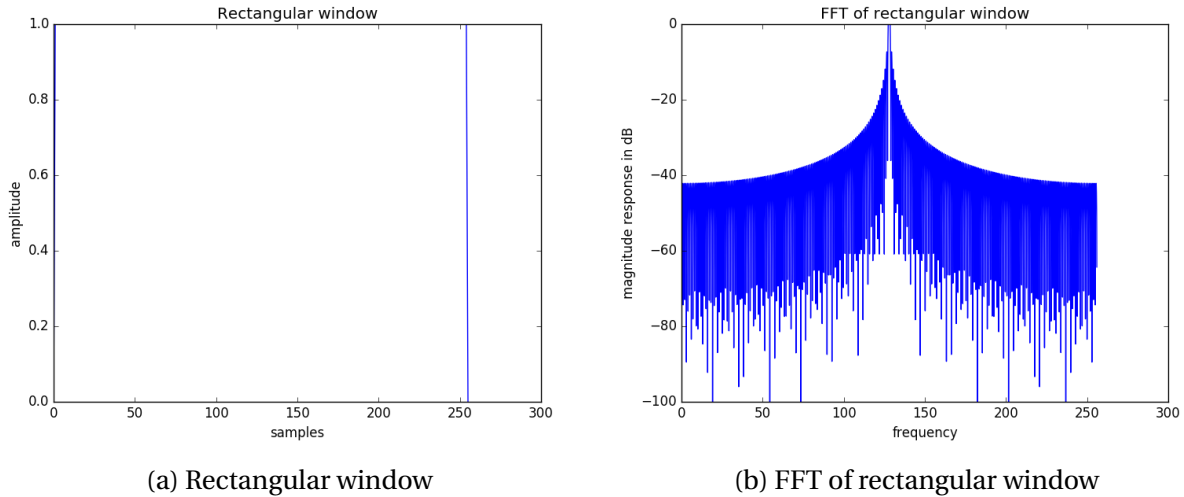 Rectangular window
1.0
0.8
0.6
0.4
0.2
0.0
amplitude
0 50 100 150 200 250 300
samples
(a) Rectangular window
FFT of rectangular window
0
−20
−40
−60
−80
−100
magnitude response in dB
0 50 100 150 200 250 300
frequency
(b) FFT of rectangular window